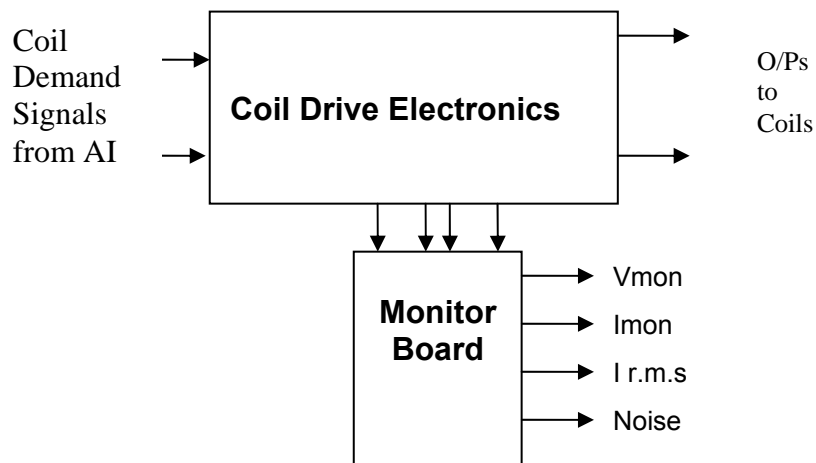 Coil
Demand
Signals
from AI
Coil Drive Electronics
O/Ps
to
Coils
Monitor
Board
Vmon
Imon
I r.m.s
Noise